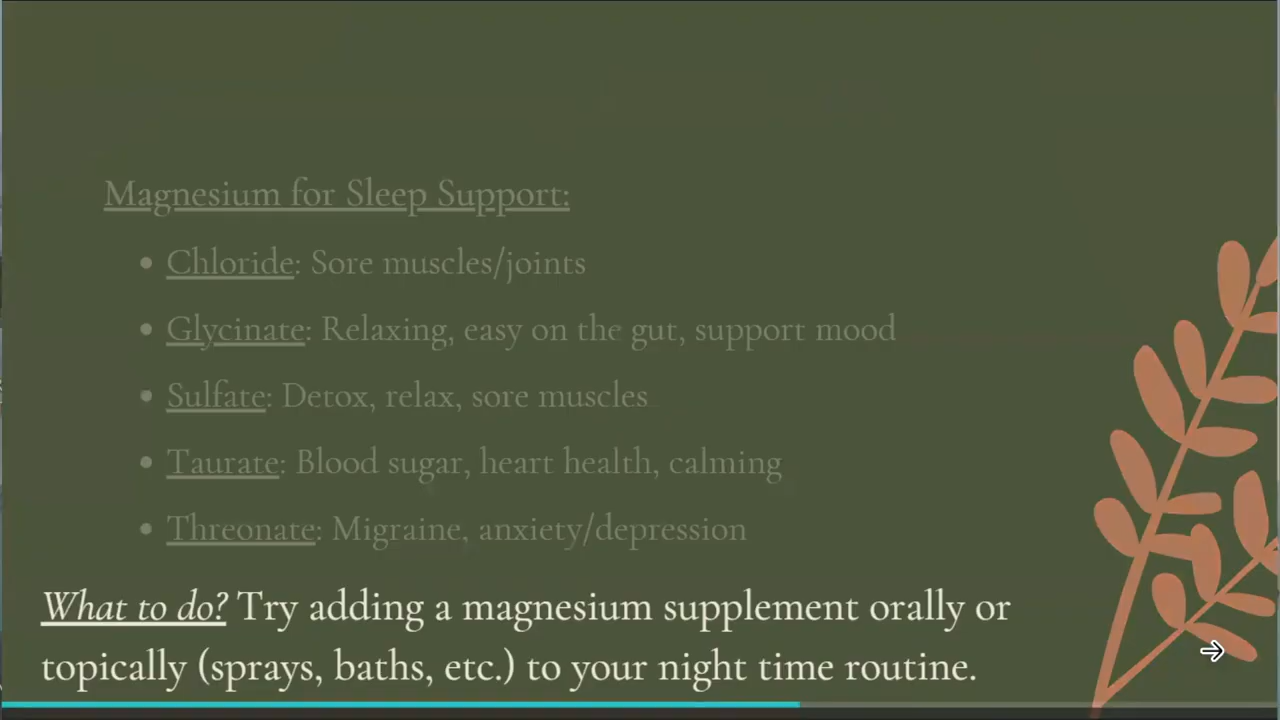 Magnesium for Sleep Support:
• Chloride: Sore muscles/joints
• Glycinate: Relaxing, easy on the gut, support mood
• Sulfate: Detox, relax, sore muscles
• Taurate: Blood sugar, heart health, calming
• Threonate: Migraine, anxiety/depression
What to do? Try adding a magnesium supplement orally or
topically (sprays, baths, etc.) to your night time routine.